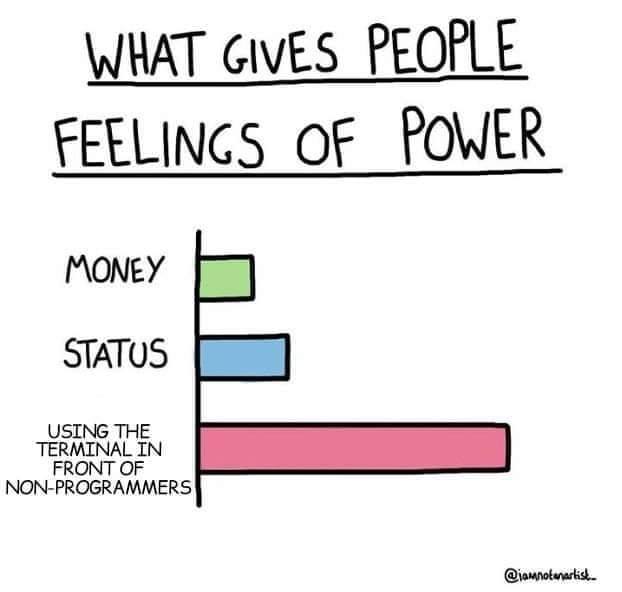 WHAT GIVES PEOPLE
FEELINGS OF POWER
MONEY
STATUS
USING THE
TERMINAL IN
FRONT OF
NON-PROGRAMMERS
@iamnotanartist_